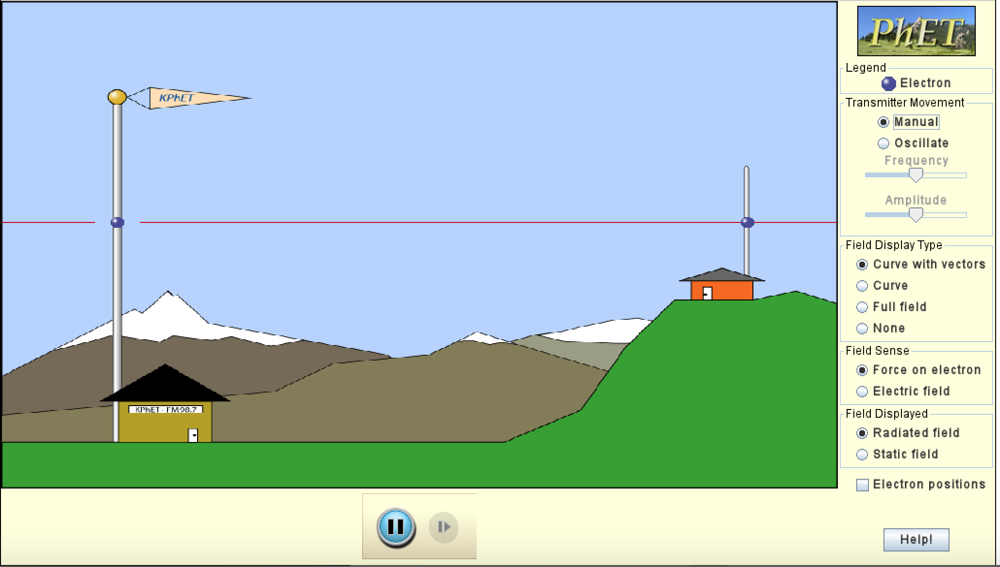 KPhET
KPhET - FM 98.7
PhET
Legend
Electron
Transmitter Movement
Manual
Oscillate
Frequency
Amplitude
Field Display Type
Curve with vectors
Curve
Full field
None
Field Sense
Force on electron
Electric field
Field Displayed
Radiated field
Static field
Electron positions
Help!